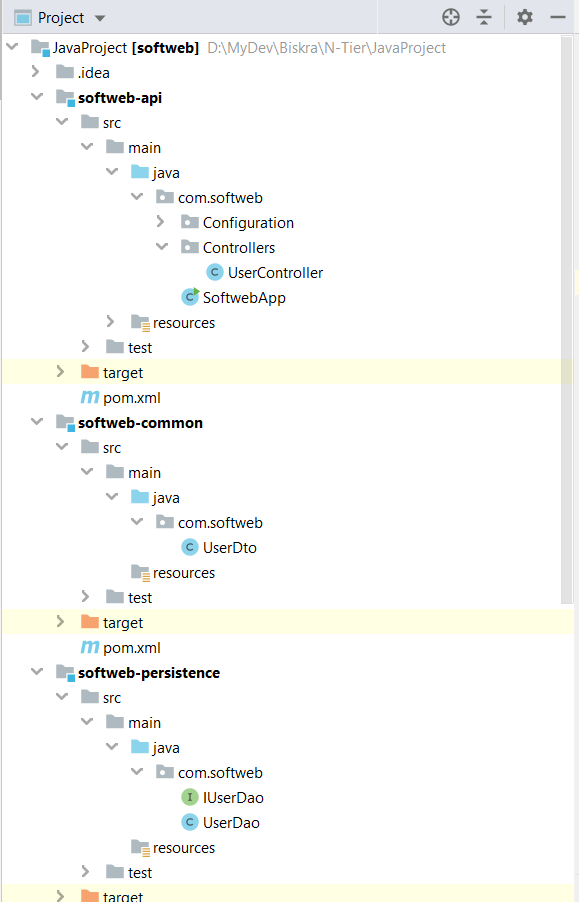 Project
JavaProject [softweb] D:\MyDev\Biskra\N-Tier\JavaProject
.idea
softweb-api
src
main
java
com.softweb
Configuration
Controllers
C UserController
C SoftwebApp
resources
test
target
m pom.xml
softweb-common
src
main
java
com.softweb
C UserDto
resources
test
target
m pom.xml
softweb-persistence
src
main
java
com.softweb
I IUserDao
C UserDao
resources
test
target